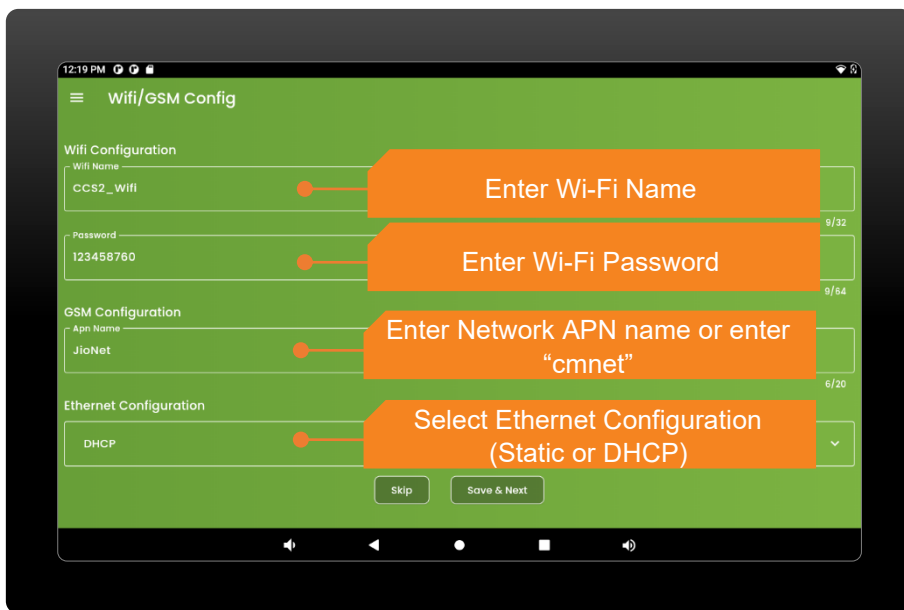 12:19 PM
Wifi/GSM Config
Wifi Configuration
Wifi Name
CCS2_Wifi
Enter Wi-Fi Name
9/32
Password
123458760
Enter Wi-Fi Password
9/64
GSM Configuration
Apn Name
JioNet
Enter Network APN name or enter
“cmnet”
6/20
Ethernet Configuration
DHCP
Select Ethernet Configuration
(Static or DHCP)
Skip
Save & Next